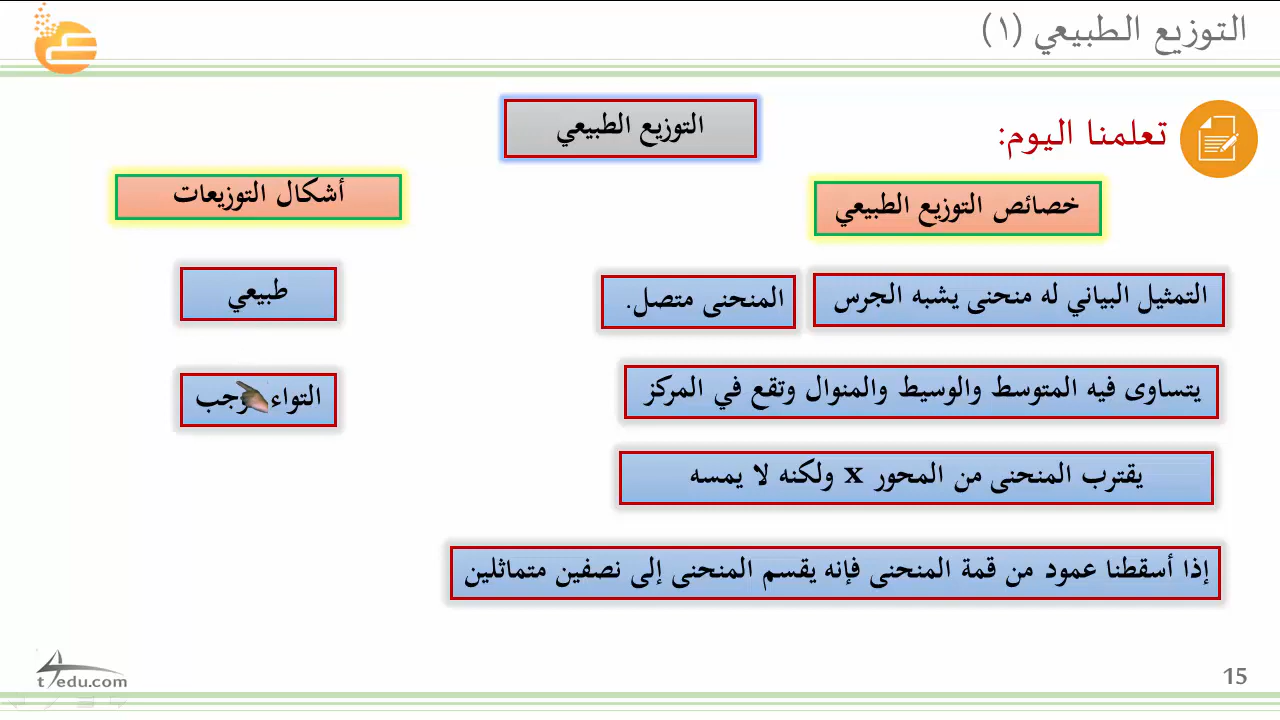 التوزيع الطبيعي (١)
تعلمنا اليوم:
التوزيع الطبيعي
خصائص التوزيع الطبيعي
التمثيل البياني له منحنى يشبه الجرس
المنحنى متصل.
يتساوى فيه المتوسط والوسيط والمنوال وتقع في المركز
يقترب المنحنى من المحور x ولكنه لا يمسه
إذا أسقطنا عمود من قمة المنحنى فإنه يقسم المنحنى إلى نصفين متماثلين
أشكال التوزيعات
طبيعي
التواء
t4edu.com
15